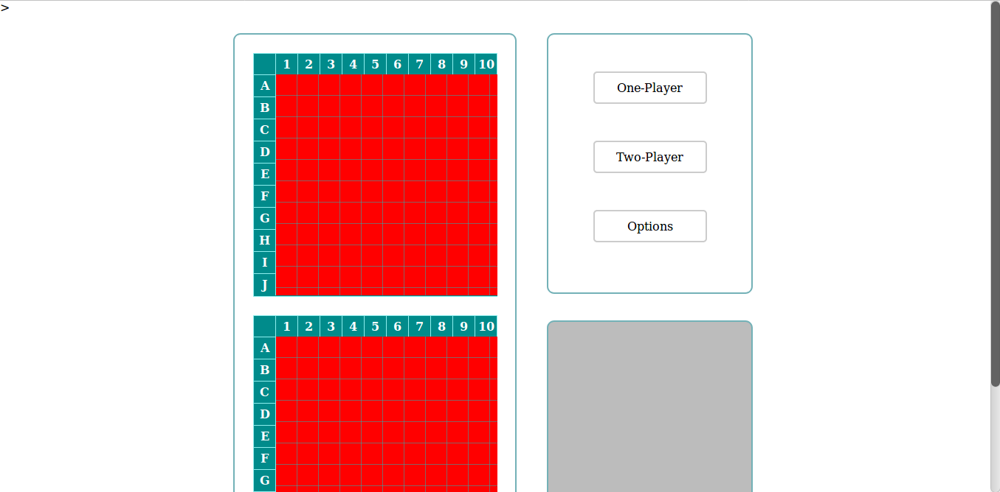 >
1 2 3 4 5 6 7 8 9 10
A
B
C
D
E
F
G
H
I
J
1 2 3 4 5 6 7 8 9 10
A
B
C
D
E
F
G
One-Player
Two-Player
Options